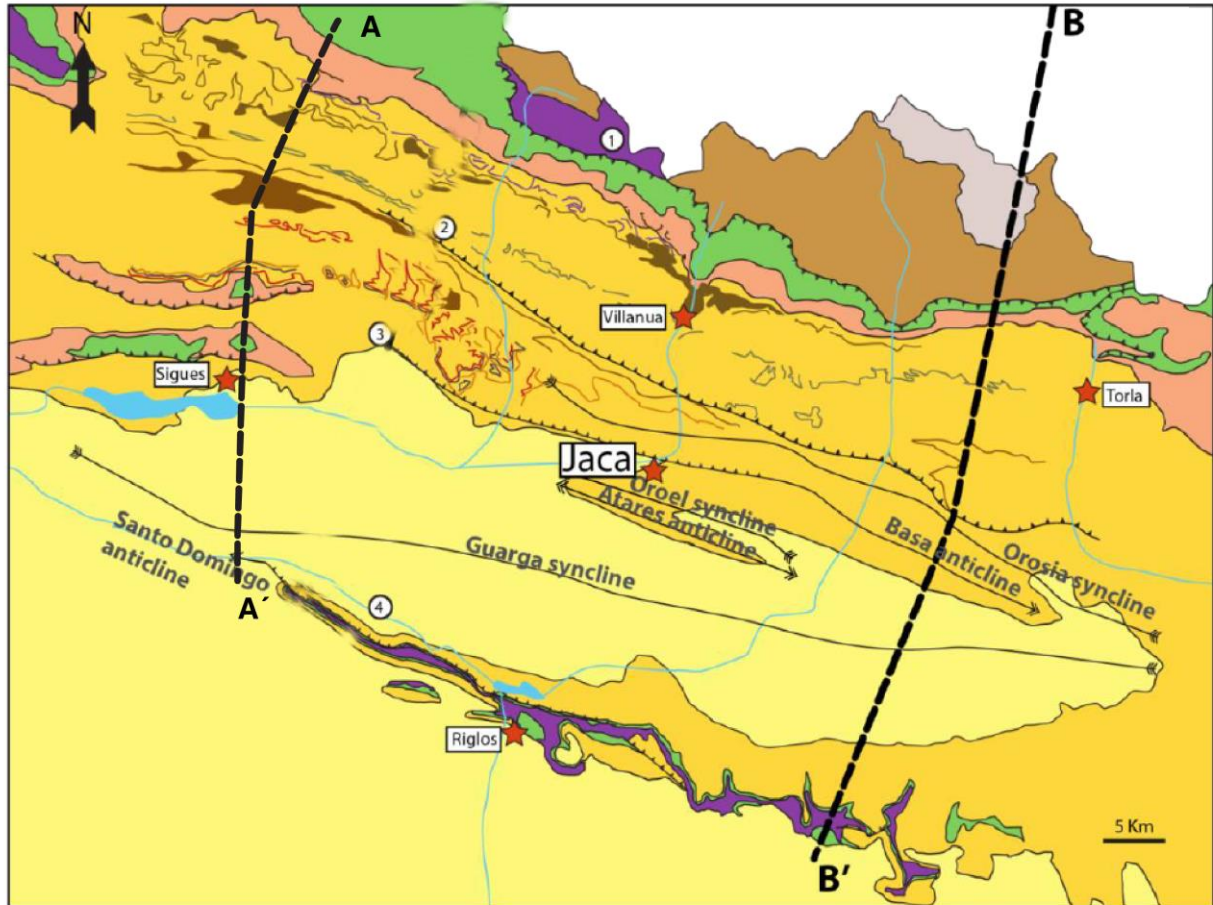 N
A
B
1
2
3
Villanua
Sigues
Torla
Jaca
Oroel syncline
Atares anticline
Basa anticline
Orosia syncline
Guarga syncline
Santo Domingo
anticline
A´
4
Riglos
5 Km
B'